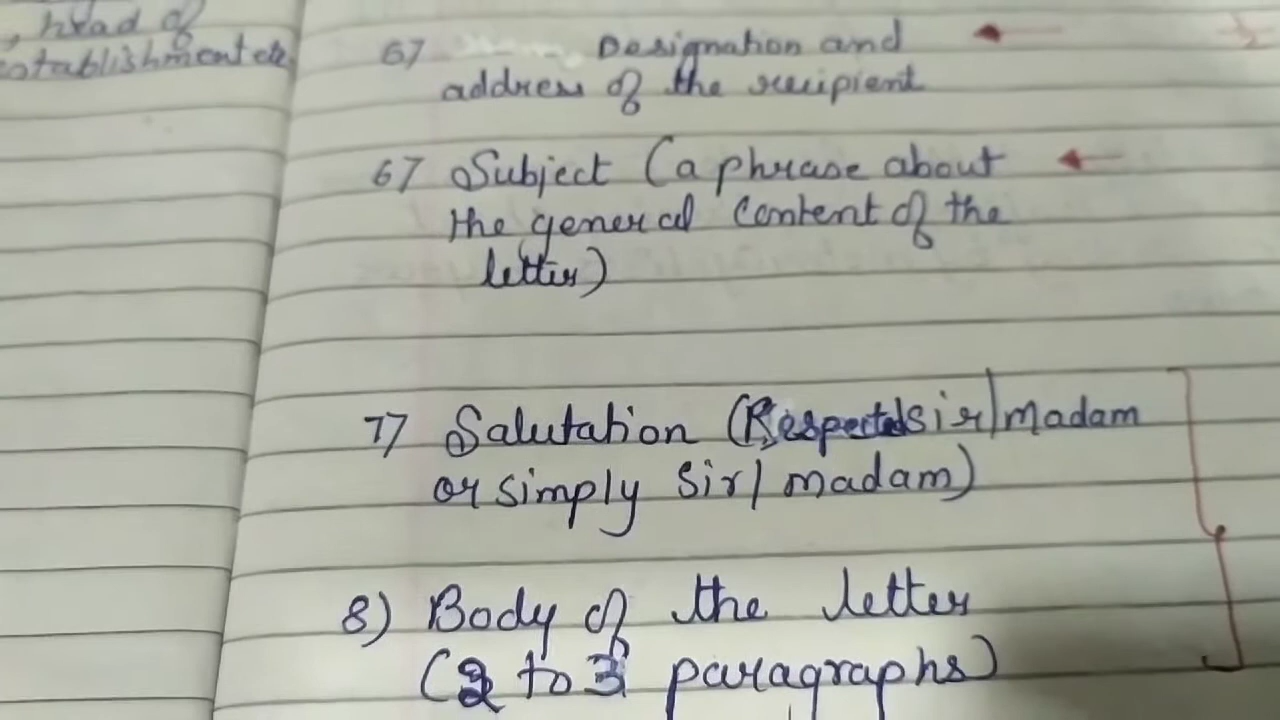 , head of
establishment etc
6) Designation and
address of the recipient
6) Subject (a phrase about
the general content of the
letter)
7) Salutation (Respected sir/madam
or simply sir/ madam)
8) Body of the letter
(2 to 3 paragraphs)